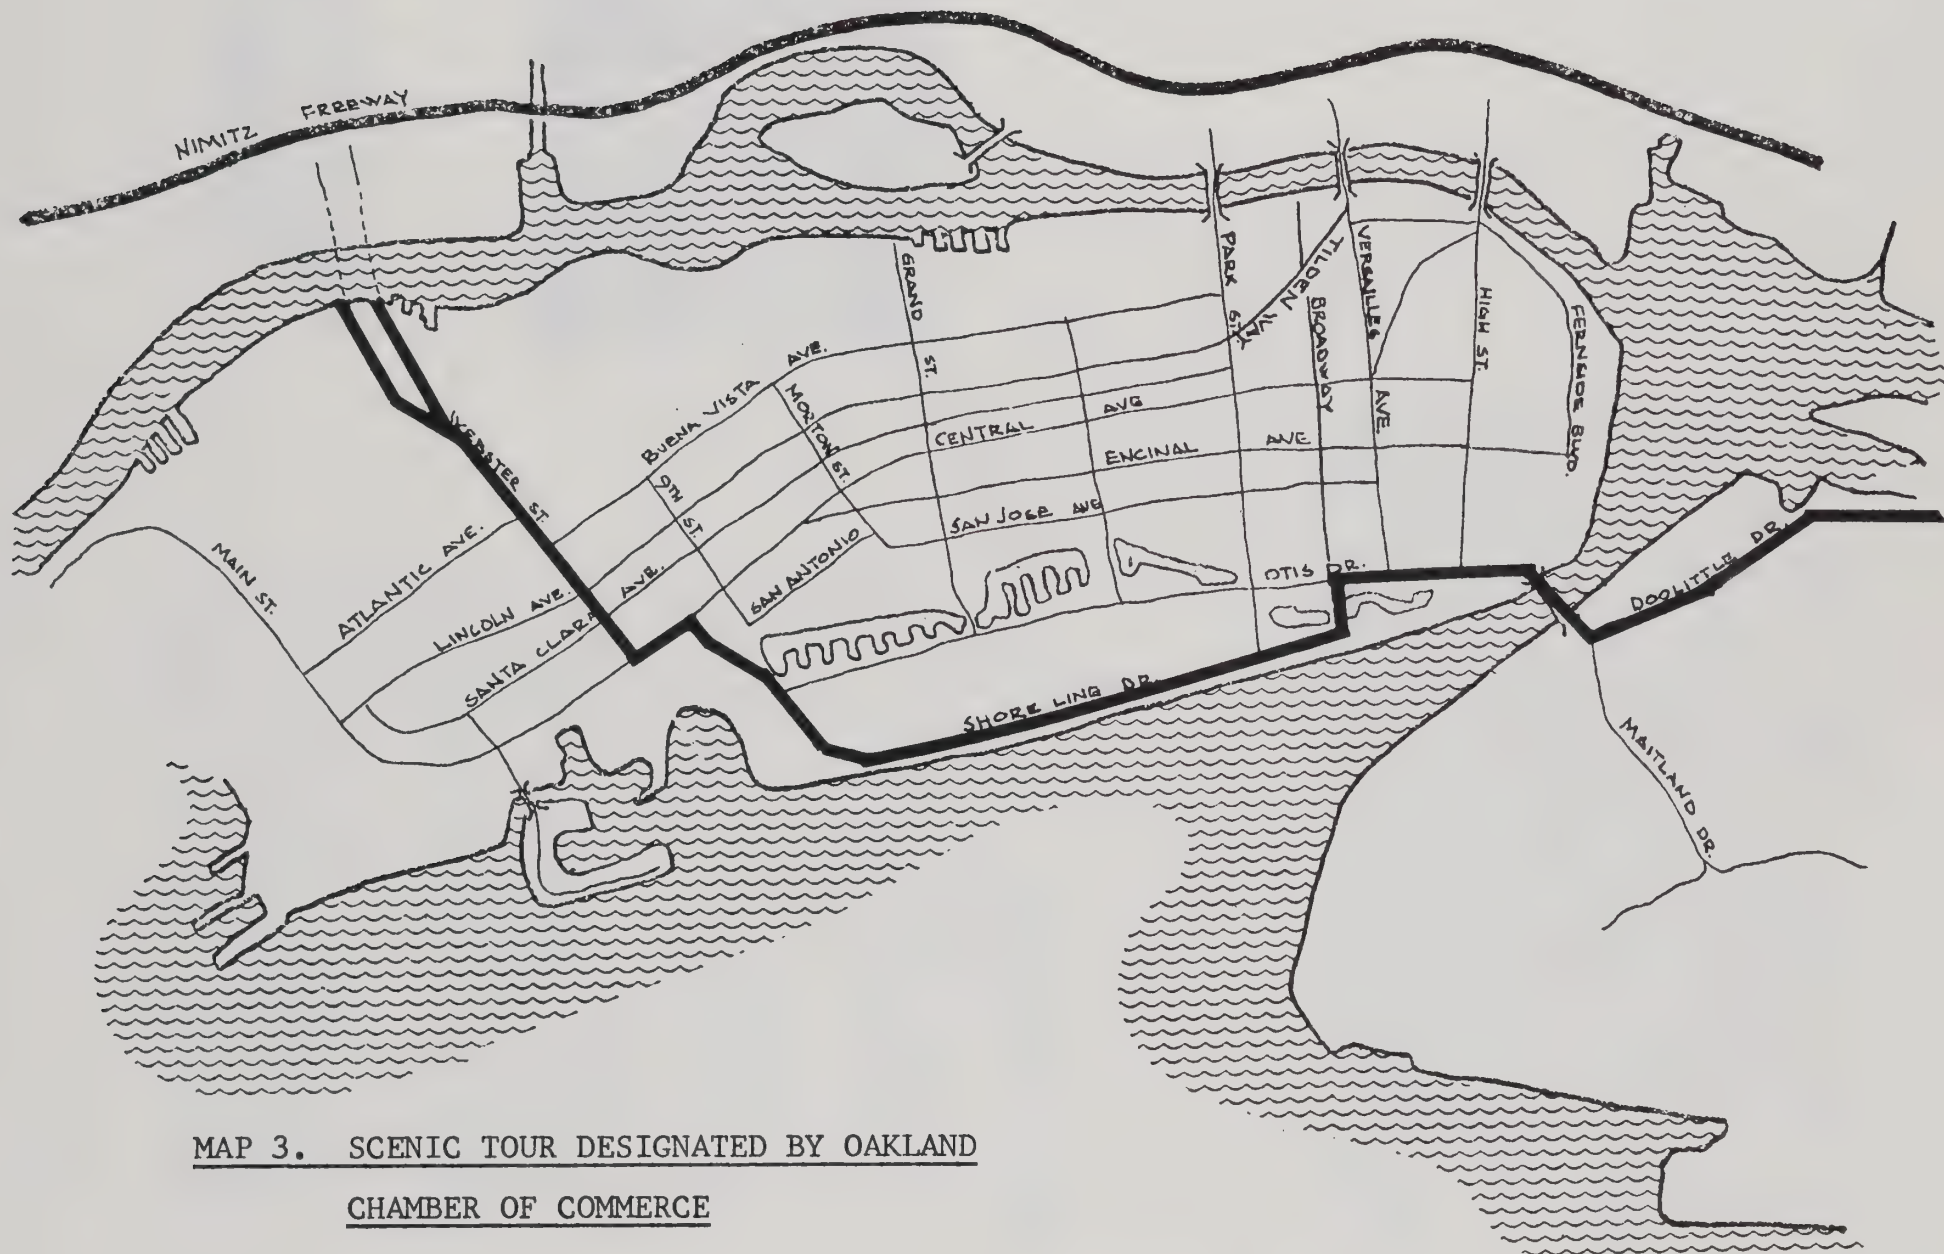 NIMITZ FREEWAY
GRAND ST.
PARK ST.
TILDEN WY.
VERSAILLES AVE.
BROADWAY
HIGH ST.
FERNSIDE BLVD.
BUENA VISTA AVE.
MORTON ST.
WEBSTER ST.
9TH ST.
CENTRAL AVE
ENCINAL AVE
SAN JOSE AVE
SAN ANTONIO
MAIN ST.
ATLANTIC AVE.
LINCOLN AVE.
SANTA CLARA AVE.
OTIS DR.
DOOLITTLE DR.
SHORE LINE DR.
MAITLAND DR.
MAP 3. SCENIC TOUR DESIGNATED BY OAKLAND
CHAMBER OF COMMERCE